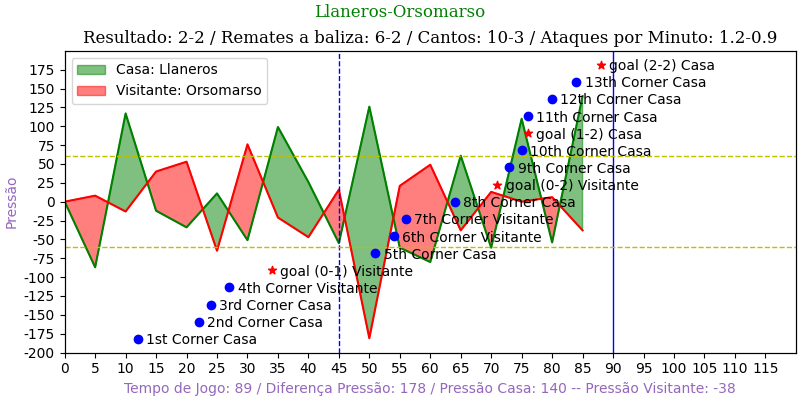 Llaneros-Orsomarso
Resultado: 2-2 / Remates a baliza: 6-2 / Cantos: 10-3 / Ataques por Minuto: 1.2-0.9
Casa: Llaneros
Visitante: Orsomarso
Pressão
175
150
125
100
75
50
25
0
-25
-50
-75
-100
-125
-150
-175
-200
goal (2-2) Casa
13th Corner Casa
12th Corner Casa
11th Corner Casa
goal (1-2) Casa
10th Corner Casa
9th Corner Casa
goal (0-2) Visitante
8th Corner Casa
7th Corner Visitante
6th Corner Visitante
5th Corner Casa
goal (0-1) Visitante
4th Corner Visitante
3rd Corner Casa
2nd Corner Casa
1st Corner Casa
0 5 10 15 20 25 30 35 40 45 50 55 60 65 70 75 80 85 90 95 100 105 110 115
Tempo de Jogo: 89 / Diferença Pressão: 178 / Pressão Casa: 140 -- Pressão Visitante: -38